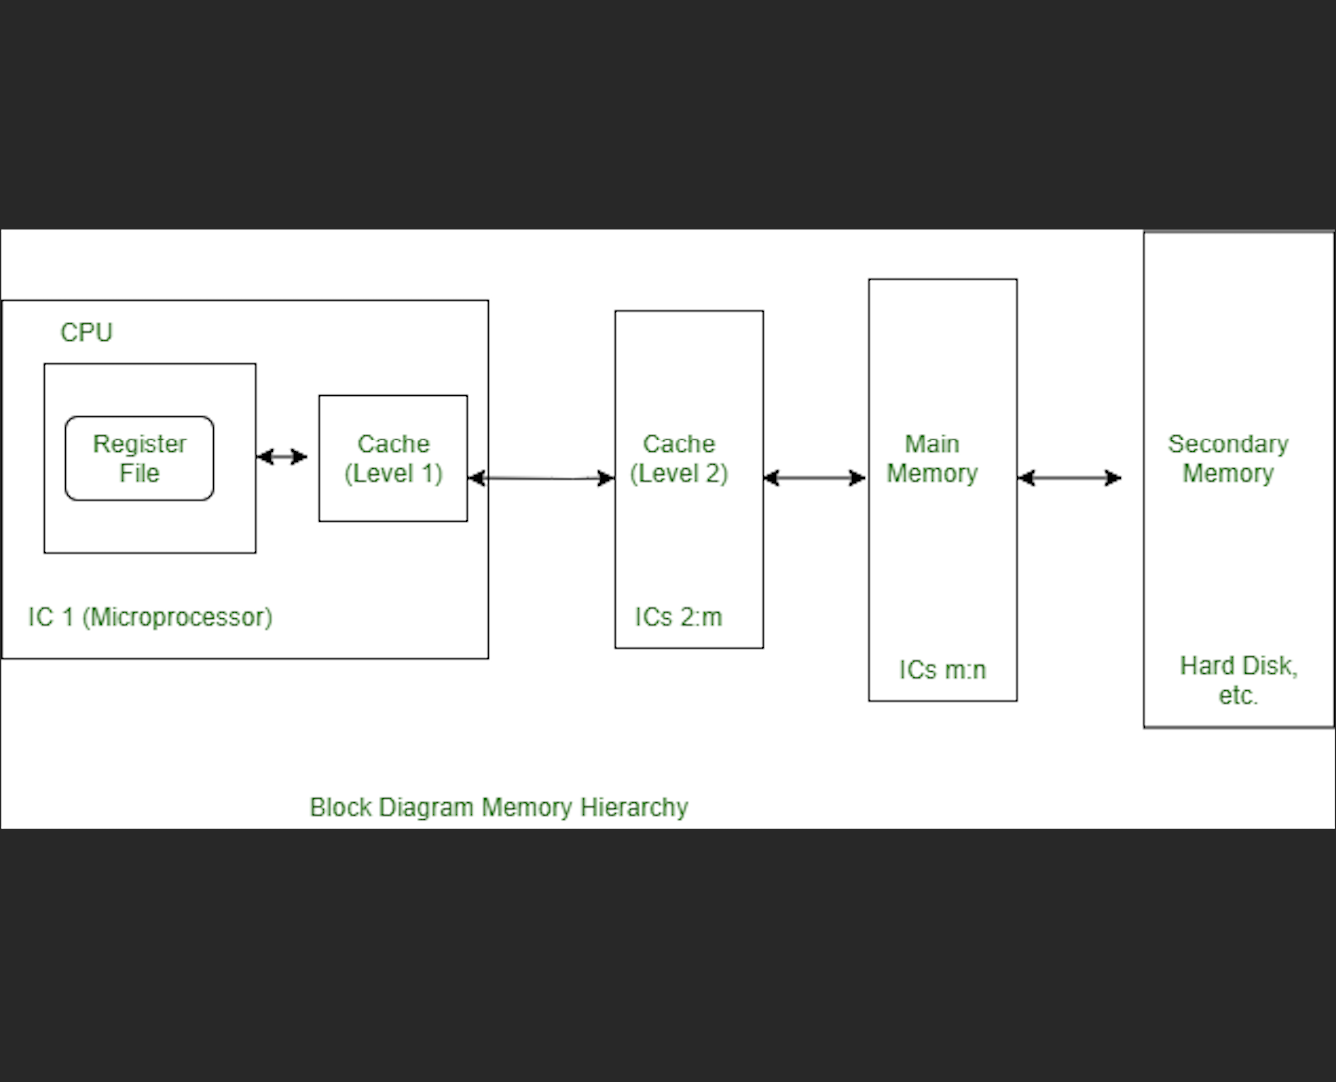 CPU
Register
File
Cache
(Level 1)
IC 1 (Microprocessor)
Cache
(Level 2)
ICs 2:m
Main
Memory
ICs m:n
Secondary
Memory
Hard Disk,
etc.
Block Diagram Memory Hierarchy